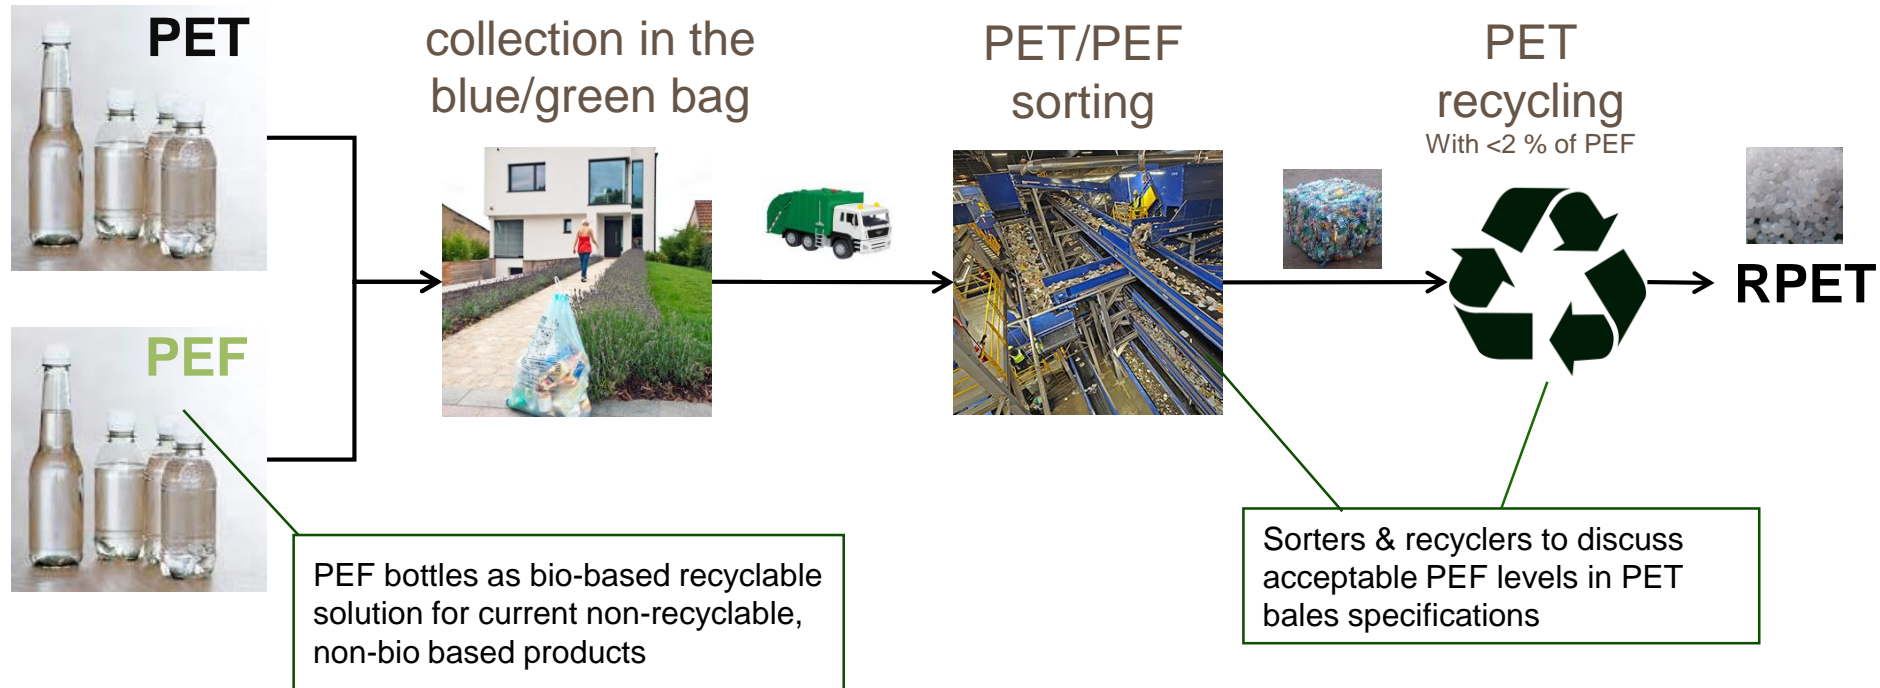 PET
collection in the
blue/green bag
PET/PEF
sorting
PET
recycling
With <2 % of PEF
RPET
PEF
PEF bottles as bio-based recyclable
solution for current non-recyclable,
non-bio based products
Sorters & recyclers to discuss
acceptable PEF levels in PET
bales specifications